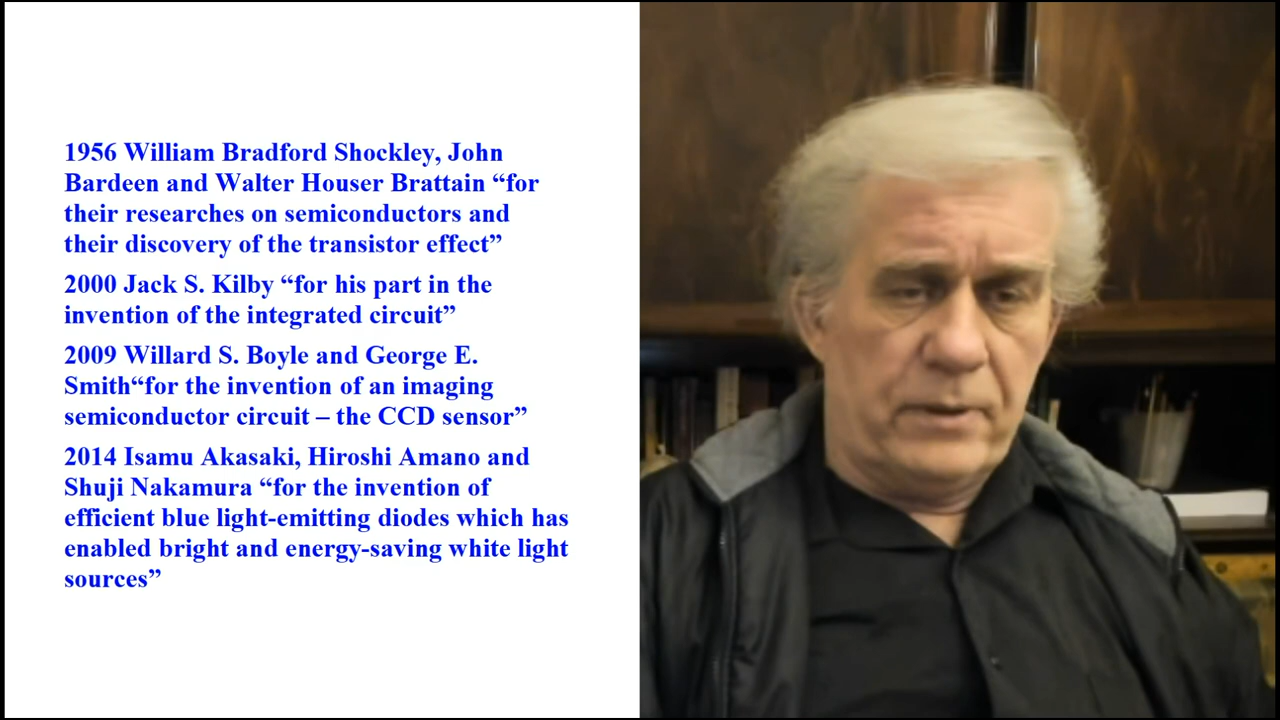 1956 William Bradford Shockley, John
Bardeen and Walter Houser Brattain “for
their researches on semiconductors and
their discovery of the transistor effect”
2000 Jack S. Kilby “for his part in the
invention of the integrated circuit”
2009 Willard S. Boyle and George E.
Smith“for the invention of an imaging
semiconductor circuit – the CCD sensor”
2014 Isamu Akasaki, Hiroshi Amano and
Shuji Nakamura “for the invention of
efficient blue light-emitting diodes which has
enabled bright and energy-saving white light
sources”